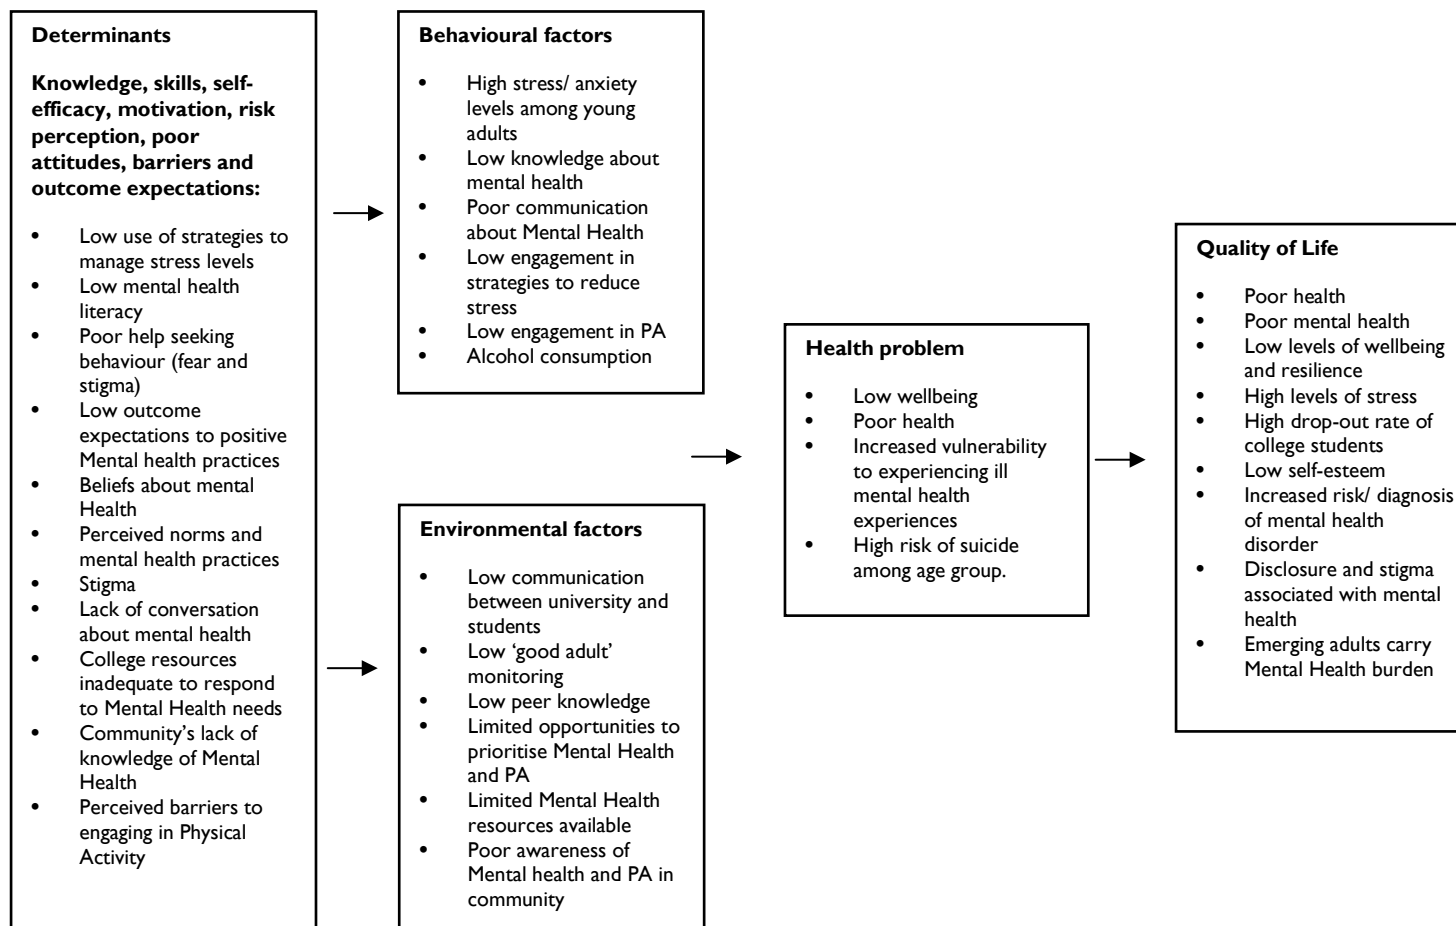 Determinants
Knowledge, skills, self-
efficacy, motivation, risk
perception, poor
attitudes, barriers and
outcome expectations:
• Low use of strategies to
manage stress levels
• Low mental health
literacy
• Poor help seeking
behaviour (fear and
stigma)
• Low outcome
expectations to positive
Mental health practices
• Beliefs about mental
Health
• Perceived norms and
mental health practices
• Stigma
• Lack of conversation
about mental health
• College resources
inadequate to respond
to Mental Health needs
• Community’s lack of
knowledge of Mental
Health
• Perceived barriers to
engaging in Physical
Activity
Behavioural factors
• High stress/ anxiety
levels among young
adults
• Low knowledge about
mental health
• Poor communication
about Mental Health
• Low engagement in
strategies to reduce
stress
• Low engagement in PA
• Alcohol consumption
Environmental factors
• Low communication
between university and
students
• Low ‘good adult’
monitoring
• Low peer knowledge
• Limited opportunities to
prioritise Mental Health
and PA
• Limited Mental Health
resources available
• Poor awareness of
Mental health and PA in
community
Health problem
• Low wellbeing
• Poor health
• Increased vulnerability
to experiencing ill
mental health
experiences
• High risk of suicide
among age group.
Quality of Life
• Poor health
• Poor mental health
• Low levels of wellbeing
and resilience
• High levels of stress
• High drop-out rate of
college students
• Low self-esteem
• Increased risk/ diagnosis
of mental health
disorder
• Disclosure and stigma
associated with mental
health
• Emerging adults carry
Mental Health burden